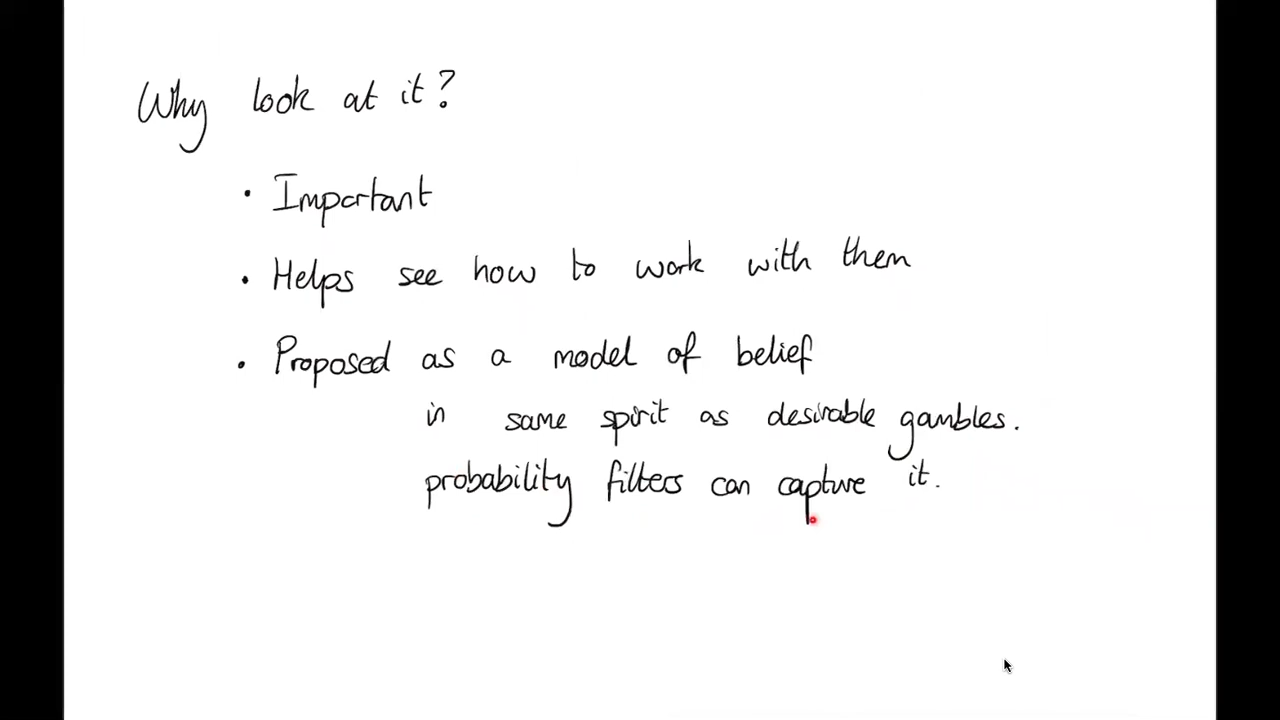 Why look at it?
• Important
• Helps see how to work with them
• Proposed as a model of belief
in same spirit as desirable gambles.
probability filters can capture it.